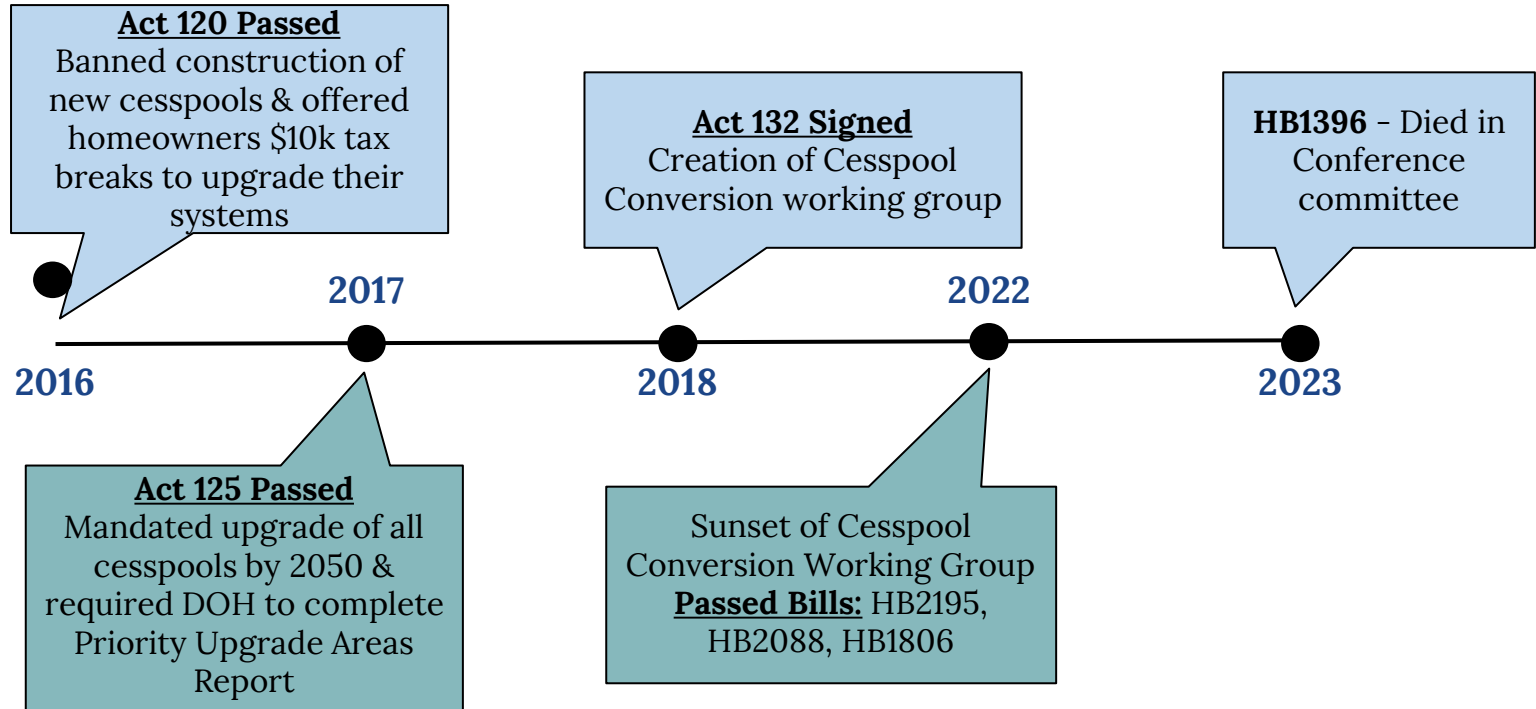 Act 120 Passed
Banned construction of
new cesspools & offered
homeowners $10k tax
breaks to upgrade their
systems
Act 132 Signed
Creation of Cesspool
Conversion working group
HB1396 - Died in
Conference
committee
2017
2022
2016
2018
2023
Act 125 Passed
Mandated upgrade of all
cesspools by 2050 &
required DOH to complete
Priority Upgrade Areas
Report
Sunset of Cesspool
Conversion Working Group
Passed Bills: HB2195,
HB2088, HB1806